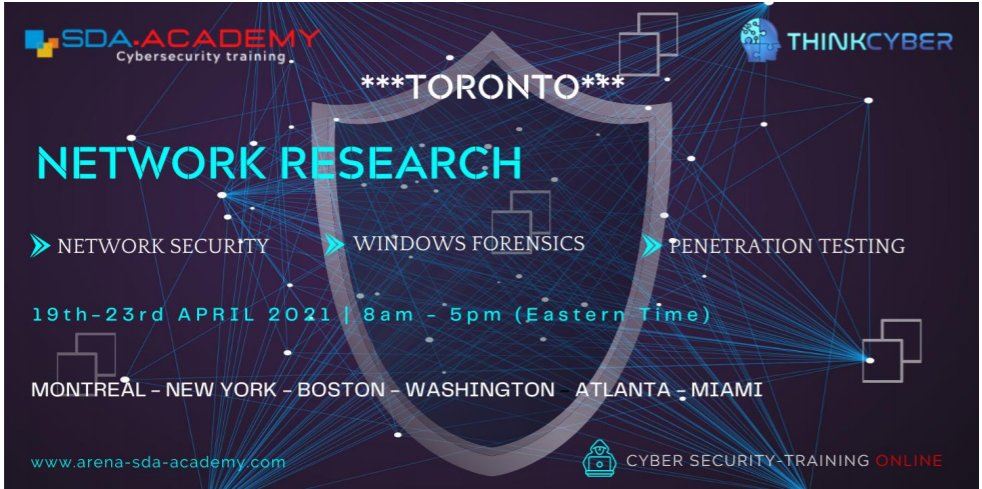 SDA.ACADEMY
Cybersecurity training
THINKCYBER
***TORONTO***
NETWORK RESEARCH
NETWORK SECURITY
WINDOWS FORENSICS
PENETRATION TESTING
19th-23rd APRIL 2021 | 8am - 5pm (Eastern Time)
MONTREAL - NEW YORK - BOSTON - WASHINGTON - ATLANTA - MIAMI
www.arena-sda-academy.com
CYBER SECURITY-TRAINING ONLINE